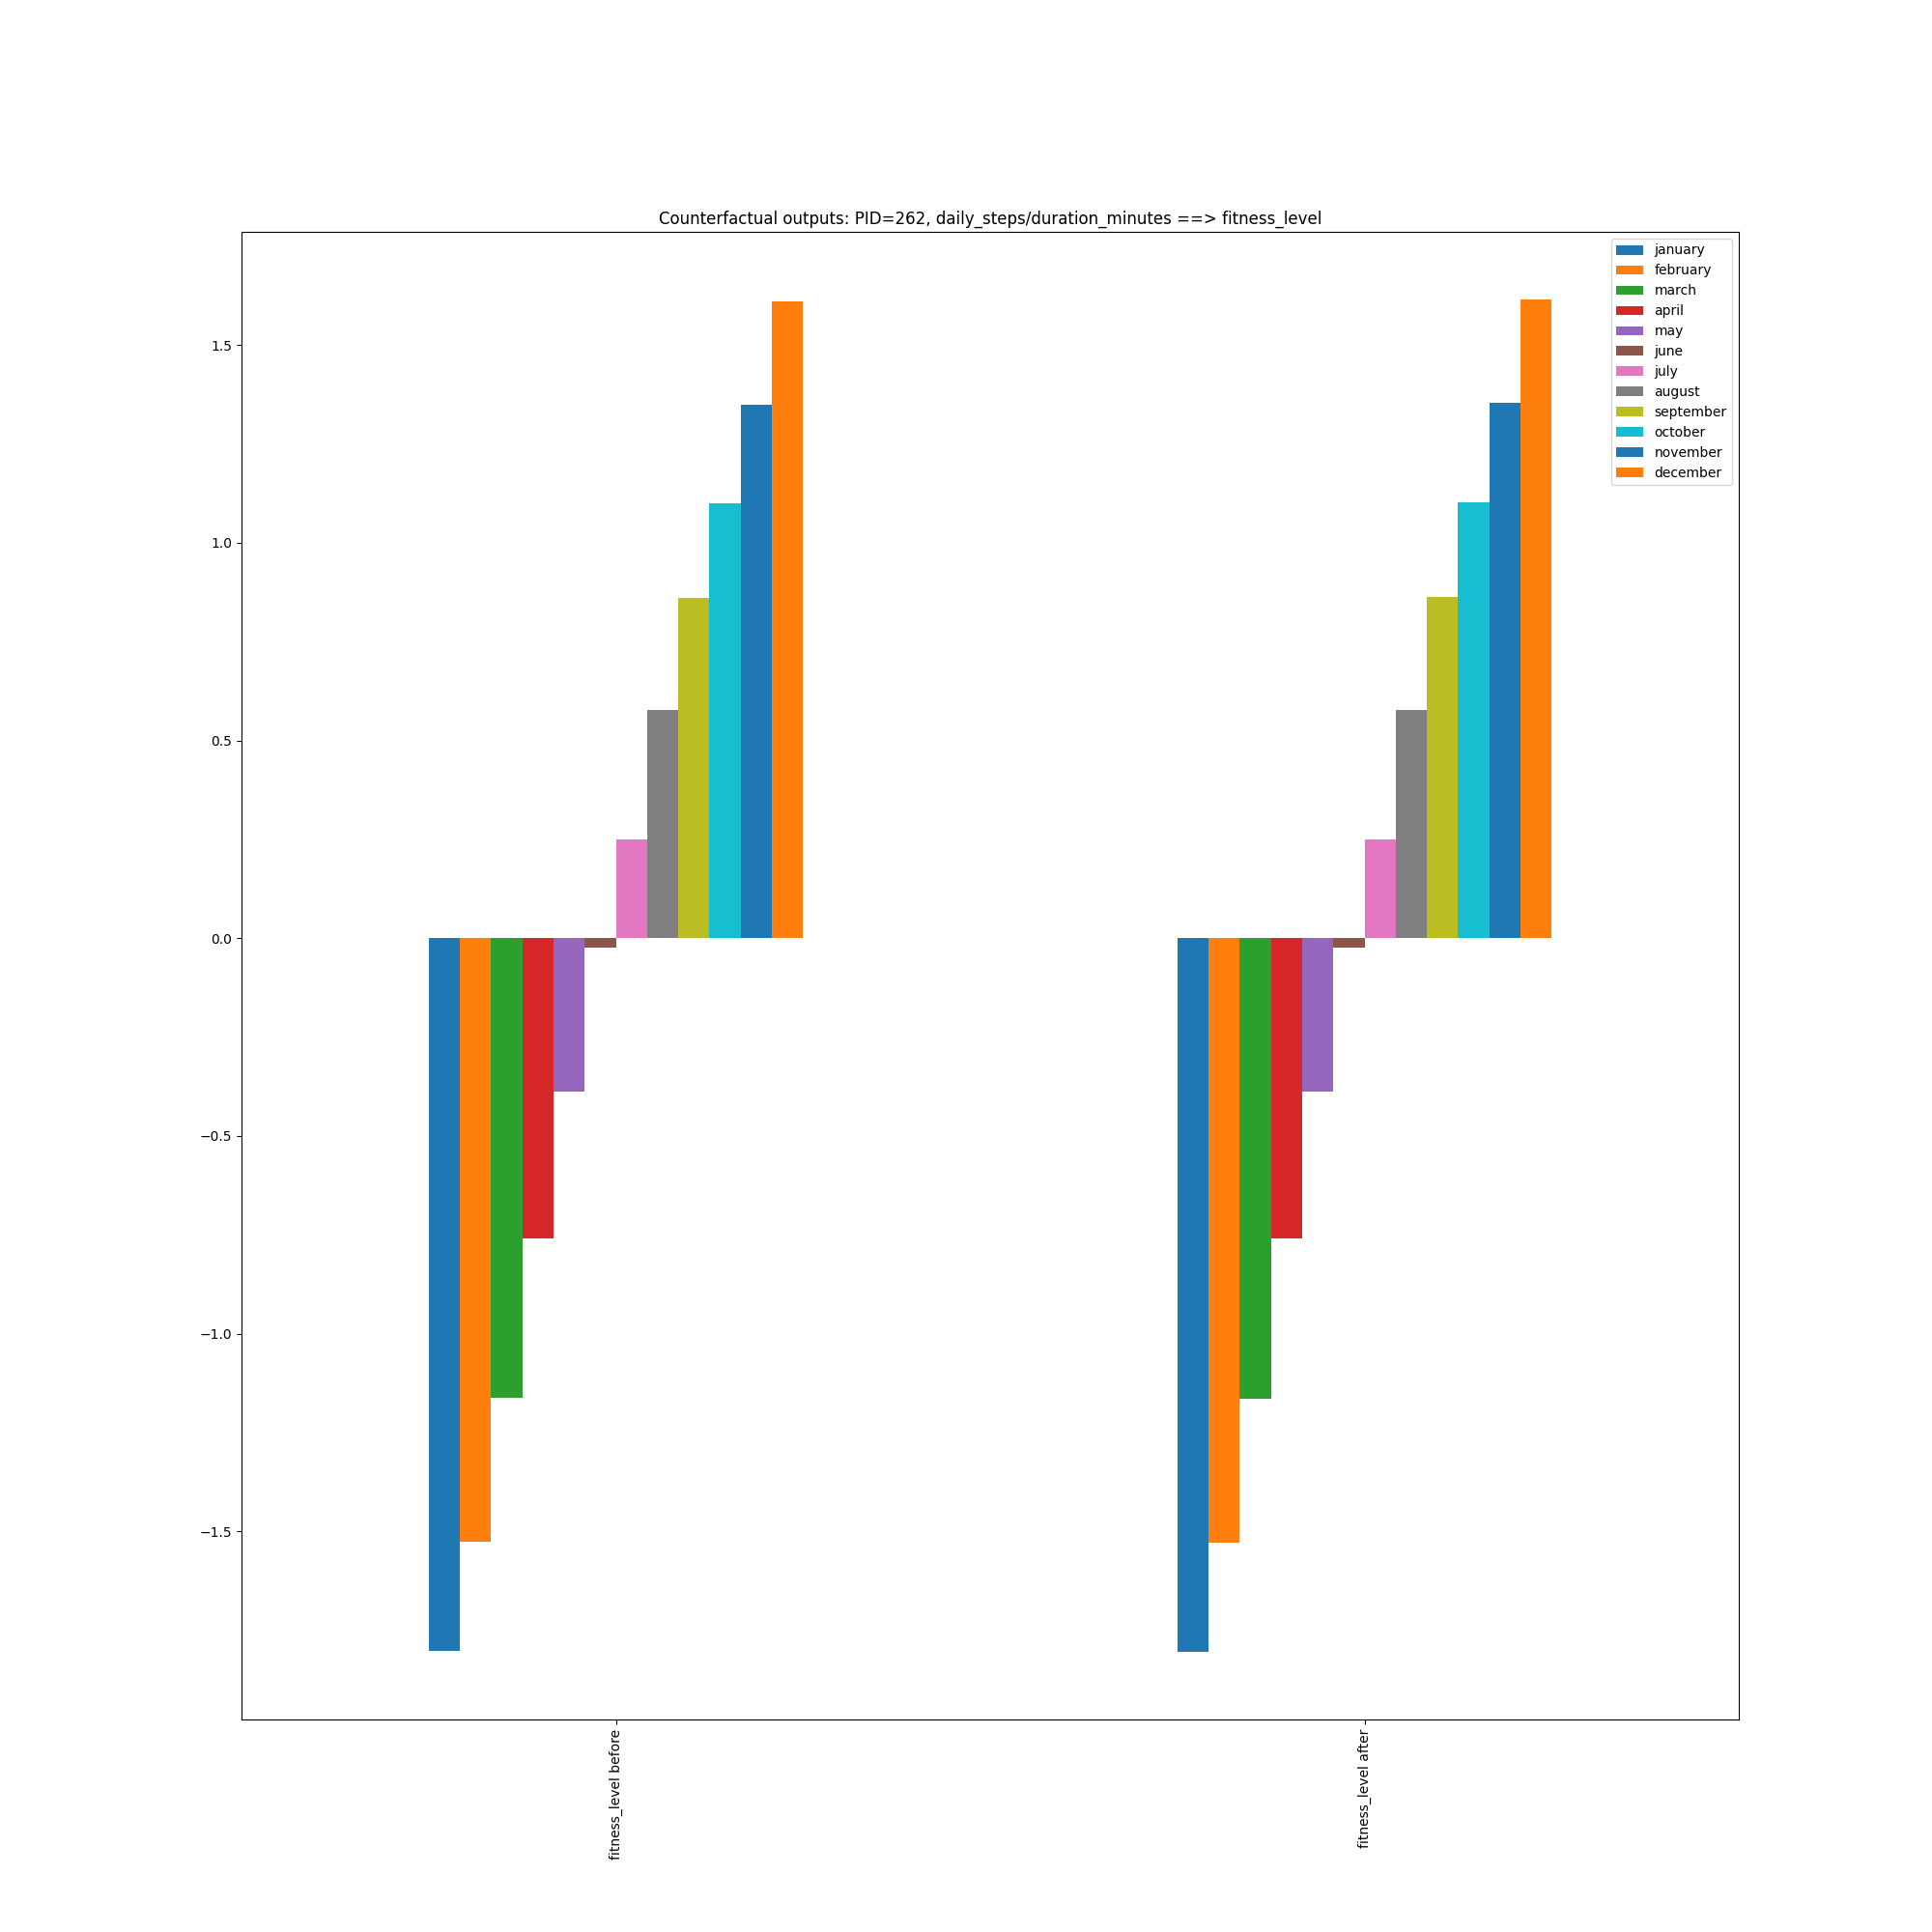 Counterfactual outputs: PID=262, daily_steps/duration_minutes ==> fitness_level
january
february
march
april
may
june
july
august
september
october
november
december
1.5
1.0
0.5
0.0
−0.5
−1.0
−1.5
fitness_level before
fitness_level after